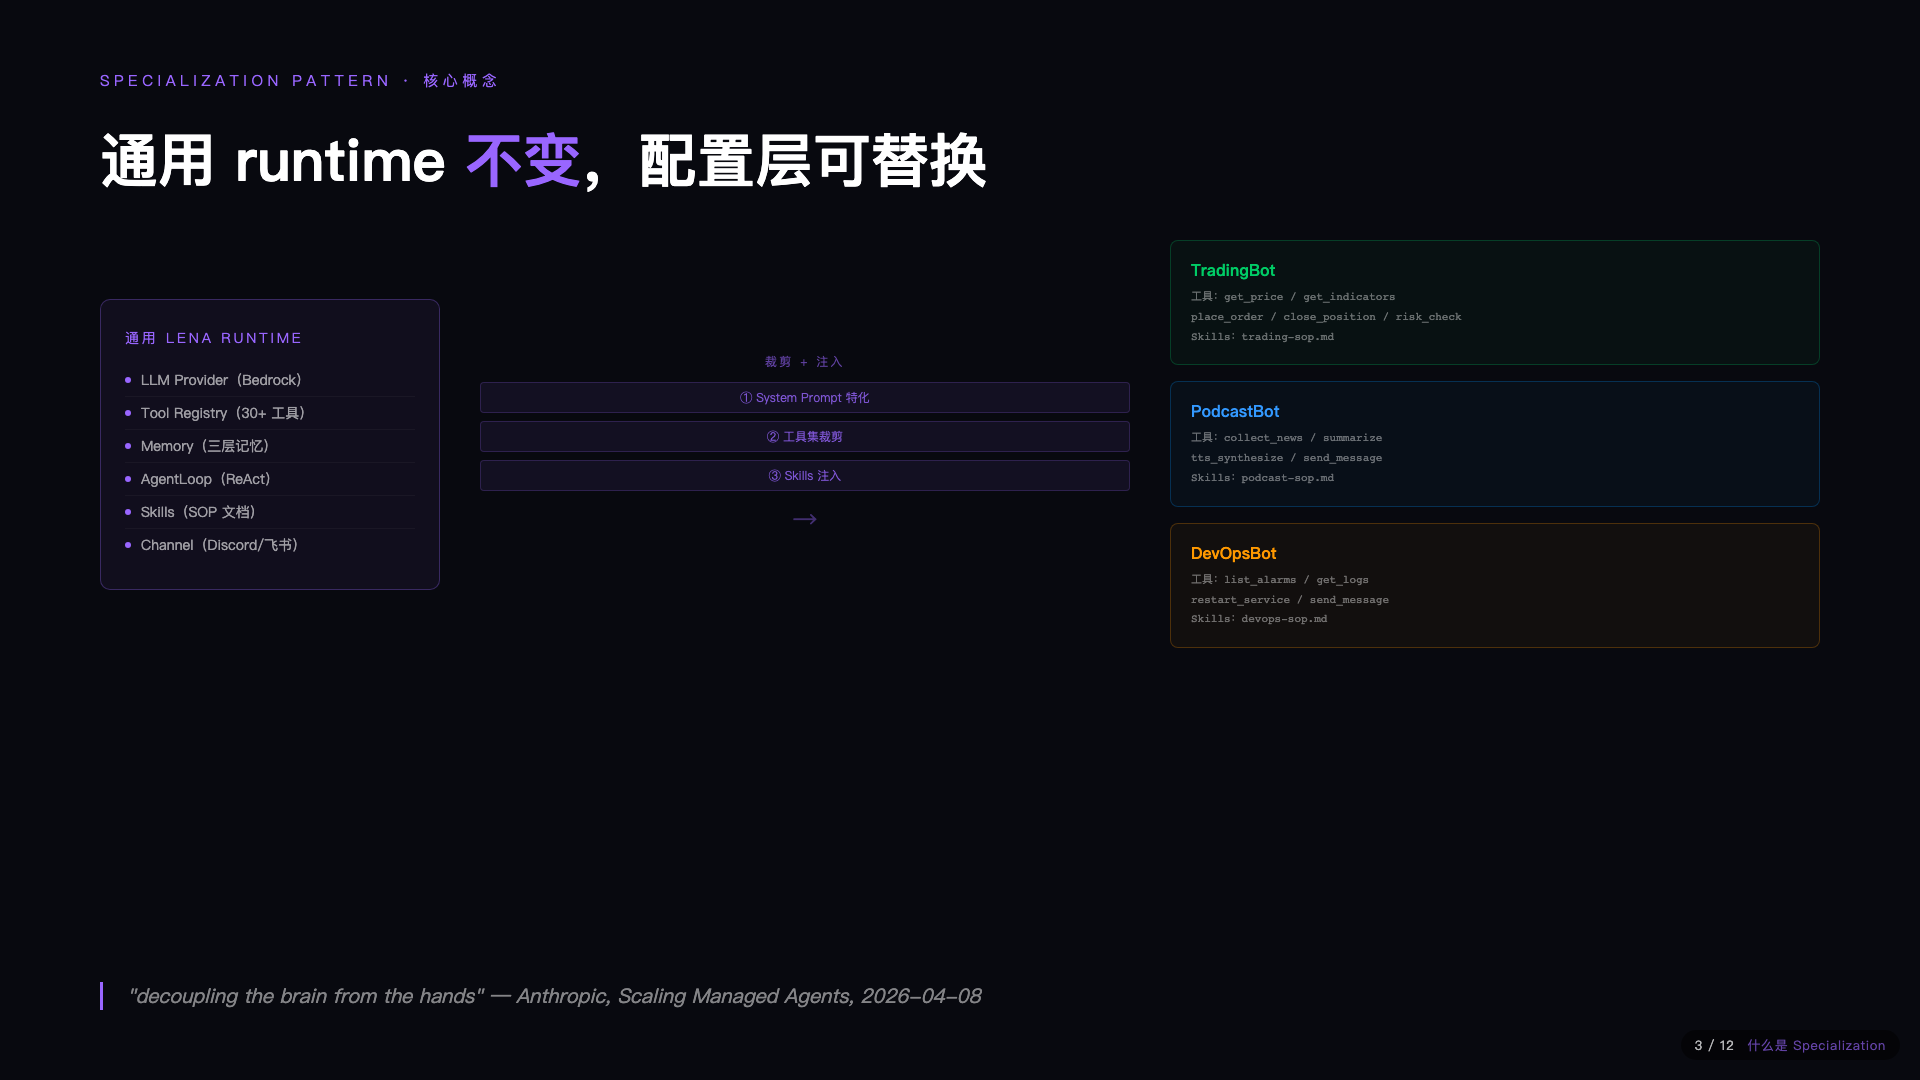 SPECIALIZATION PATTERN · 核心概念
通用 runtime 不变，配置层可替换
通用 LENA RUNTIME
LLM Provider（Bedrock）
Tool Registry（30+ 工具）
Memory（三层记忆）
AgentLoop（ReAct）
Skills（SOP 文档）
Channel（Discord/飞书）
裁剪 + 注入
① System Prompt 特化
② 工具集裁剪
③ Skills 注入
→
TradingBot
工具：get_price / get_indicators
place_order / close_position / risk_check
Skills：trading-sop.md
PodcastBot
工具：collect_news / summarize
tts_synthesize / send_message
Skills：podcast-sop.md
DevOpsBot
工具：list_alarms / get_logs
restart_service / send_message
Skills：devops-sop.md
"decoupling the brain from the hands" — Anthropic, Scaling Managed Agents, 2026-04-08
3 / 12 什么是 Specialization